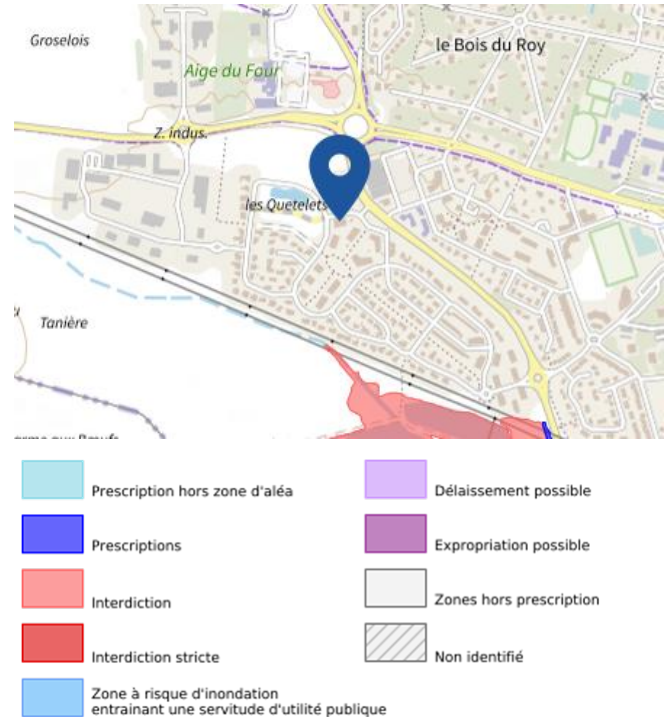 Groselois
le Bois du Roy
Aige du Four
Z. indus.
les Quetelets
Tanière
Prescription hors zone d'aléa
Prescriptions
Interdiction
Interdiction stricte
Zone à risque d'inondation
entrainant une servitude d'utilité publique
Délaissement possible
Expropriation possible
Zones hors prescription
Non identifié